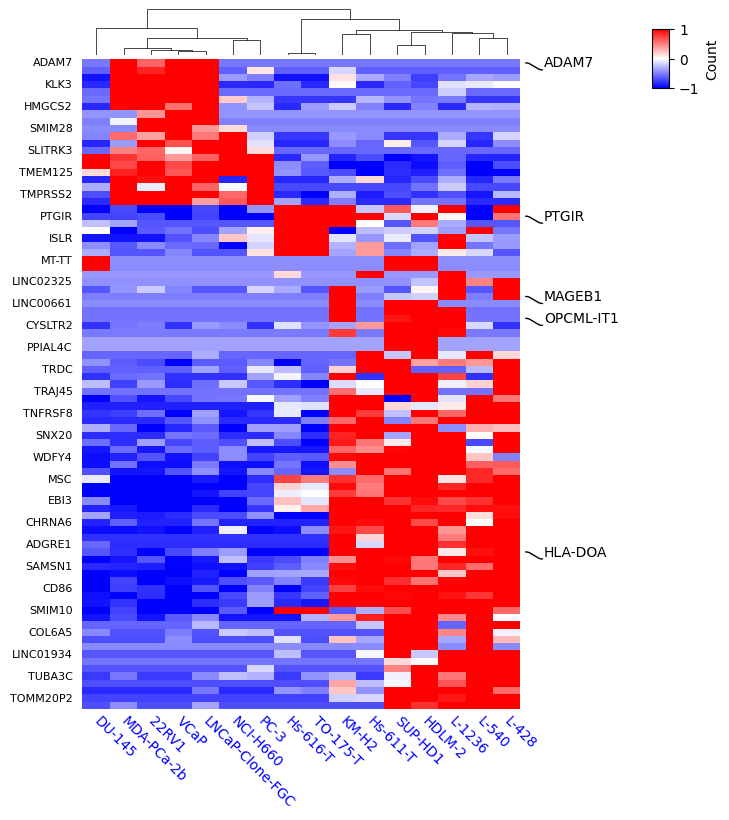 ADAM7
KLK3
HMGCS2
SMIM28
SLITRK3
TMEM125
TMPRSS2
PTGIR
ISLR
MT-TT
LINC02325
LINC00661
CYSLTR2
PPIAL4C
TRDC
TRAJ45
TNFRSF8
SNX20
WDFY4
MSC
EBI3
CHRNA6
ADGRE1
SAMSN1
CD86
SMIM10
COL6A5
LINC01934
TUBA3C
TOMM20P2
ADAM7
PTGIR
MAGEB1
OPCML-IT1
HLA-DOA
1
0
−1
Count
DU-145
MDA-PCa-2b
22RV1
VCaP
LNCaP-Clone-FGC
NCI-H660
PC-3
Hs-616-T
TO-175-T
KM-H2
Hs-611-T
SUP-HD1
HDLM-2
L-1236
L-540
L-428